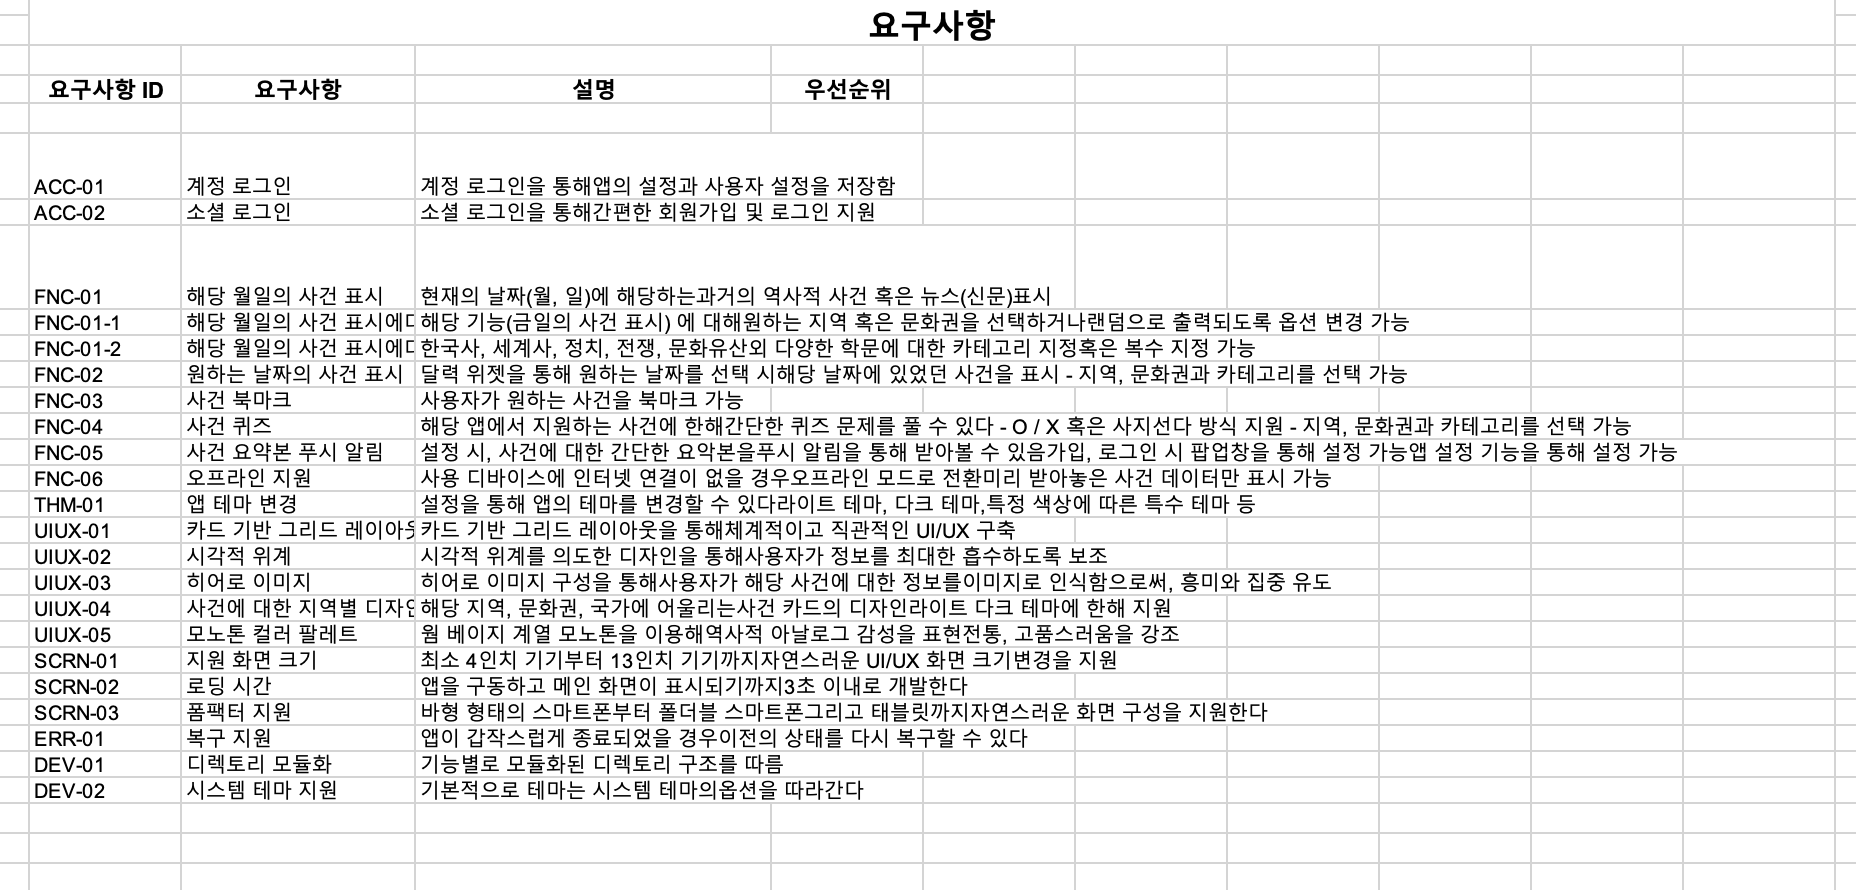 요구사항
요구사항 ID 요구사항 설명 우선순위
ACC-01 계정 로그인 계정 로그인을 통해앱의 설정과 사용자 설정을 저장함
ACC-02 소셜 로그인 소셜 로그인을 통해간편한 회원가입 및 로그인 지원
FNC-01 해당 월일의 사건 표시 현재의 날짜(월, 일)에 해당하는과거의 역사적 사건 혹은 뉴스(신문)표시
FNC-01-1 해당 월일의 사건 표시에 해당 기능(금일의 사건 표시) 에 대해원하는 지역 혹은 문화권을 선택하거나랜덤으로 출력되도록 옵션 변경 가능
FNC-01-2 해당 월일의 사건 표시에 한국사, 세계사, 정치, 전쟁, 문화유산외 다양한 학문에 대한 카테고리 지정혹은 복수 지정 가능
FNC-02 원하는 날짜의 사건 표시 달력 위젯을 통해 원하는 날짜를 선택 시해당 날짜에 있었던 사건을 표시 - 지역, 문화권과 카테고리를 선택 가능
FNC-03 사건 북마크 사용자가 원하는 사건을 북마크 가능
FNC-04 사건 퀴즈 해당 앱에서 지원하는 사건에 한해간단한 퀴즈 문제를 풀 수 있다 - O / X 혹은 사지선다 방식 지원 - 지역, 문화권과 카테고리를 선택 가능
FNC-05 사건 요약본 푸시 알림 설정 시, 사건에 대한 간단한 요약본을푸시 알림을 통해 받아볼 수 있음가입, 로그인 시 팝업창을 통해 설정 가능앱 설정 기능을 통해 설정 가능
FNC-06 오프라인 지원 사용 디바이스에 인터넷 연결이 없을 경우오프라인 모드로 전환미리 받아놓은 사건 데이터만 표시 가능
THM-01 앱 테마 변경 설정을 통해 앱의 테마를 변경할 수 있다라이트 테마, 다크 테마,특정 색상에 따른 특수 테마 등
UIUX-01 카드 기반 그리드 레이아웃 카드 기반 그리드 레이아웃을 통해체계적이고 직관적인 UI/UX 구축
UIUX-02 시각적 위계 시각적 위계를 의도한 디자인을 통해사용자가 정보를 최대한 흡수하도록 보조
UIUX-03 히어로 이미지 히어로 이미지 구성을 통해사용자가 해당 사건에 대한 정보를이미지로 인식함으로써, 흥미와 집중 유도
UIUX-04 사건에 대한 지역별 디자인 해당 지역, 문화권, 국가에 어울리는사건 카드의 디자인라이트 다크 테마에 한해 지원
UIUX-05 모노톤 컬러 팔레트 웜 베이지 계열 모노톤을 이용해역사적 아날로그 감성을 표현전통, 고품스러움을 강조
SCRN-01 지원 화면 크기 최소 4인치 기기부터 13인치 기기까지자연스러운 UI/UX 화면 크기변경을 지원
SCRN-02 로딩 시간 앱을 구동하고 메인 화면이 표시되기까지3초 이내로 개발한다
SCRN-03 폼팩터 지원 바형 형태의 스마트폰부터 폴더블 스마트폰그리고 태블릿까지자연스러운 화면 구성을 지원한다
ERR-01 복구 지원 앱이 갑작스럽게 종료되었을 경우이전의 상태를 다시 복구할 수 있다
DEV-01 디렉토리 모듈화 기능별로 모듈화된 디렉토리 구조를 따름
DEV-02 시스템 테마 지원 기본적으로 테마는 시스템 테마의옵션을 따라간다